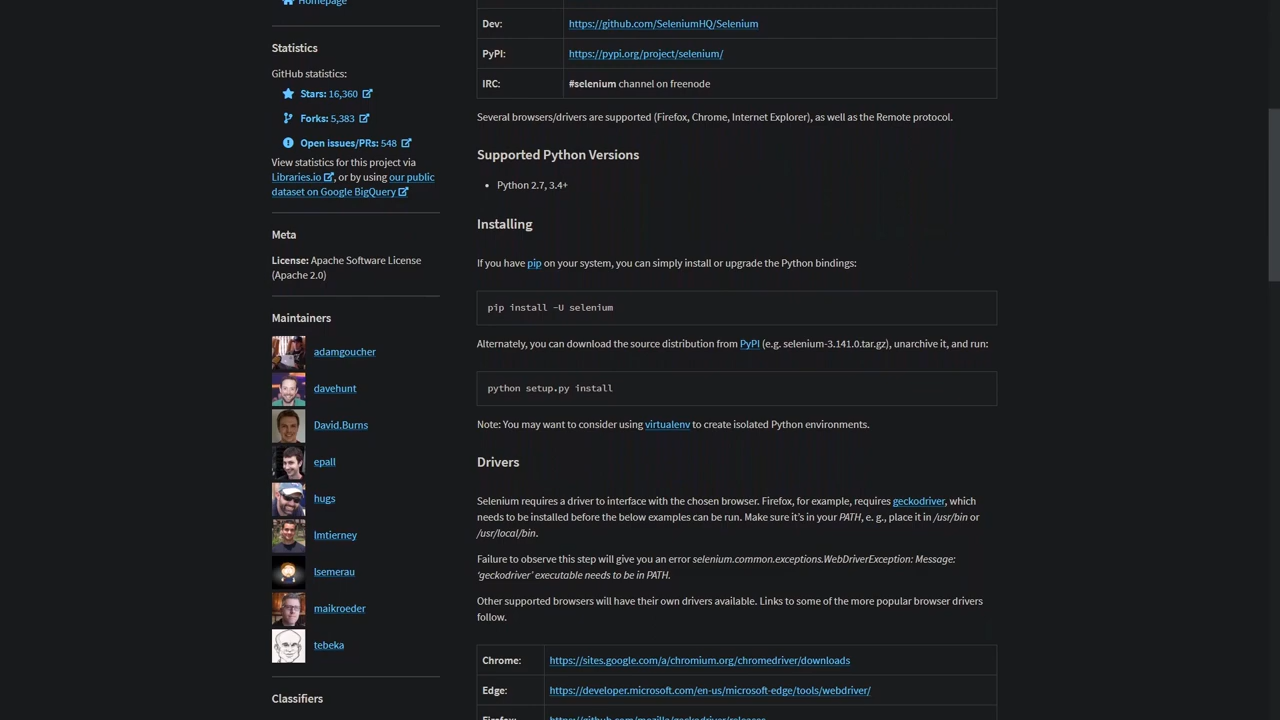 Homepage
Statistics
GitHub statistics:
Stars: 16,360
Forks: 5,383
Open issues/PRs: 548
View statistics for this project via
Libraries.io, or by using our public
dataset on Google BigQuery
Meta
License: Apache Software License
(Apache 2.0)
Maintainers
adamgoucher
davehunt
David.Burns
epall
hugs
lmtierney
lsemerau
maikroeder
tebeka
Classifiers
Dev: https://github.com/SeleniumHQ/Selenium
PyPI: https://pypi.org/project/selenium/
IRC: #selenium channel on freenode
Several browsers/drivers are supported (Firefox, Chrome, Internet Explorer), as well as the Remote protocol.
Supported Python Versions
• Python 2.7, 3.4+
Installing
If you have pip on your system, you can simply install or upgrade the Python bindings:
pip install -U selenium
Alternately, you can download the source distribution from PyPI (e.g. selenium-3.141.0.tar.gz), unarchive it, and run:
python setup.py install
Note: You may want to consider using virtualenv to create isolated Python environments.
Drivers
Selenium requires a driver to interface with the chosen browser. Firefox, for example, requires geckodriver, which
needs to be installed before the below examples can be run. Make sure it’s in your PATH, e. g., place it in /usr/bin or
/usr/local/bin.
Failure to observe this step will give you an error selenium.common.exceptions.WebDriverException: Message:
‘geckodriver’ executable needs to be in PATH.
Other supported browsers will have their own drivers available. Links to some of the more popular browser drivers
follow.
Chrome: https://sites.google.com/a/chromium.org/chromedriver/downloads
Edge: https://developer.microsoft.com/en-us/microsoft-edge/tools/webdriver/
Firefox: https://github.com/mozilla/geckodriver/releases